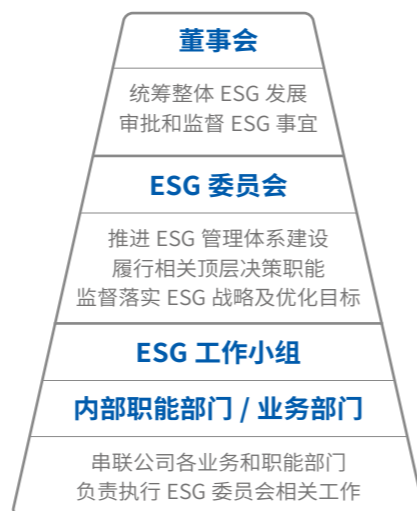 董事会
统筹整体 ESG 发展
审批和监督 ESG 事宜
ESG 委员会
推进 ESG 管理体系建设
履行相关顶层决策职能
监督落实 ESG 战略及优化目标
ESG 工作小组
内部职能部门 / 业务部门
串联公司各业务和职能部门
负责执行 ESG 委员会相关工作